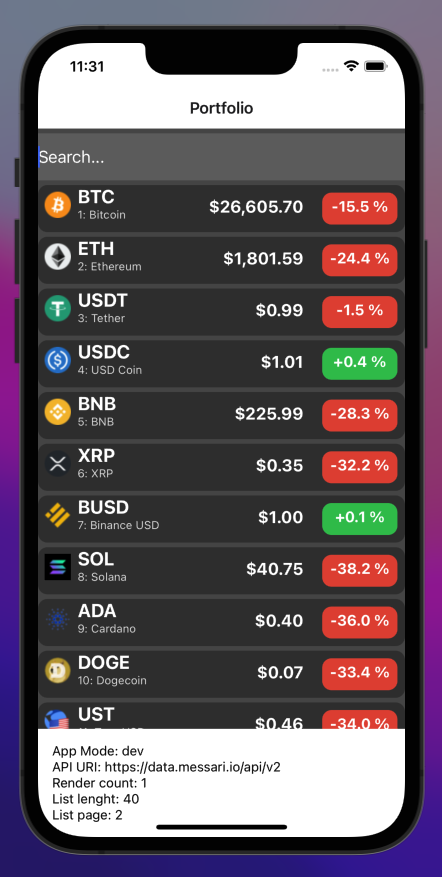 11:31
Portfolio
Search...
BTC
1: Bitcoin
$26,605.70
-15.5 %
ETH
2: Ethereum
$1,801.59
-24.4 %
USDT
3: Tether
$0.99
-1.5 %
USDC
4: USD Coin
$1.01
+0.4 %
BNB
5: BNB
$225.99
-28.3 %
XRP
6: XRP
$0.35
-32.2 %
BUSD
7: Binance USD
$1.00
+0.1 %
SOL
8: Solana
$40.75
-38.2 %
ADA
9: Cardano
$0.40
-36.0 %
DOGE
10: Dogecoin
$0.07
-33.4 %
UST
$0.46
-34.0 %
App Mode: dev
API URI: https://data.messari.io/api/v2
Render count: 1
List lenght: 40
List page: 2